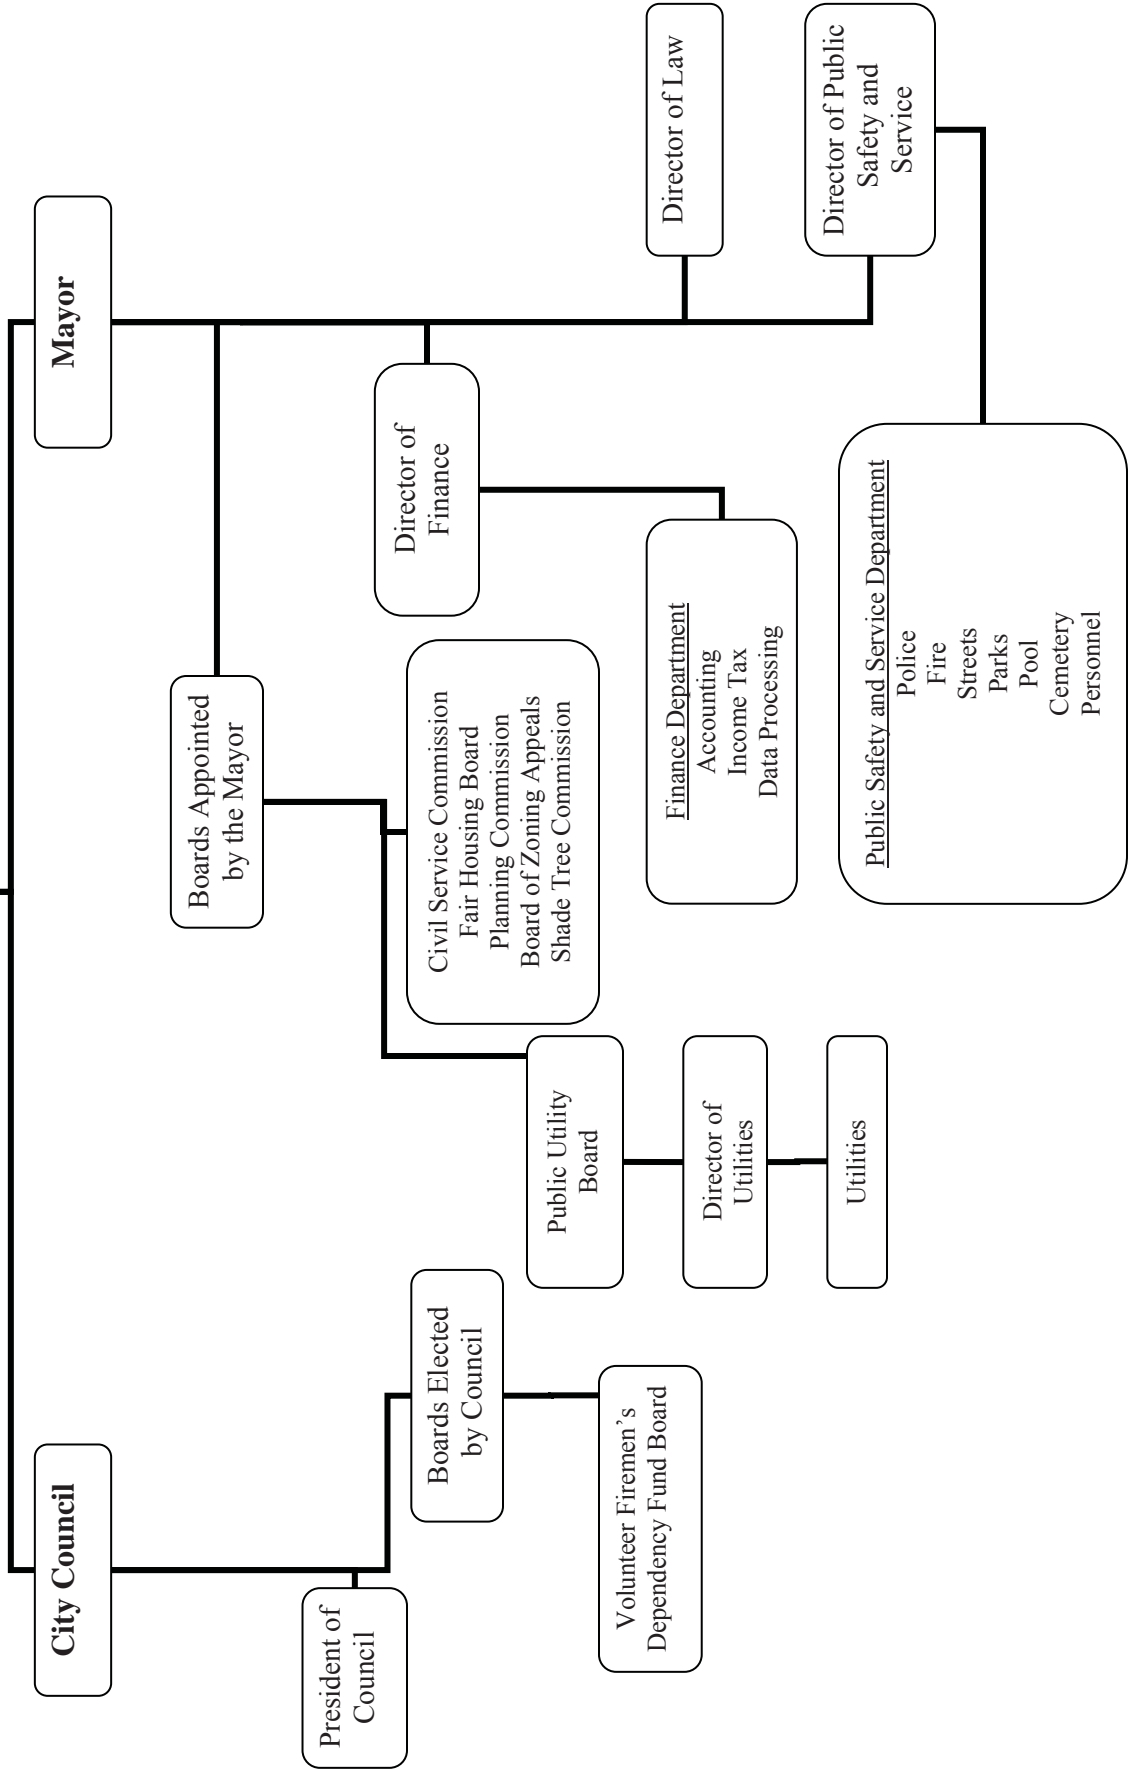 City Council
Mayor
President of
Council
Boards Elected
by Council
Volunteer Firemen’s
Dependency Fund Board
Boards Appointed
by the Mayor
Civil Service Commission
Fair Housing Board
Planning Commission
Board of Zoning Appeals
Shade Tree Commission
Public Utility
Board
Director of
Utilities
Utilities
Director of
Finance
Finance Department
Accounting
Income Tax
Data Processing
Director of Law
Director of Public
Safety and
Service
Public Safety and Service Department
Police
Fire
Streets
Parks
Pool
Cemetery
Personnel